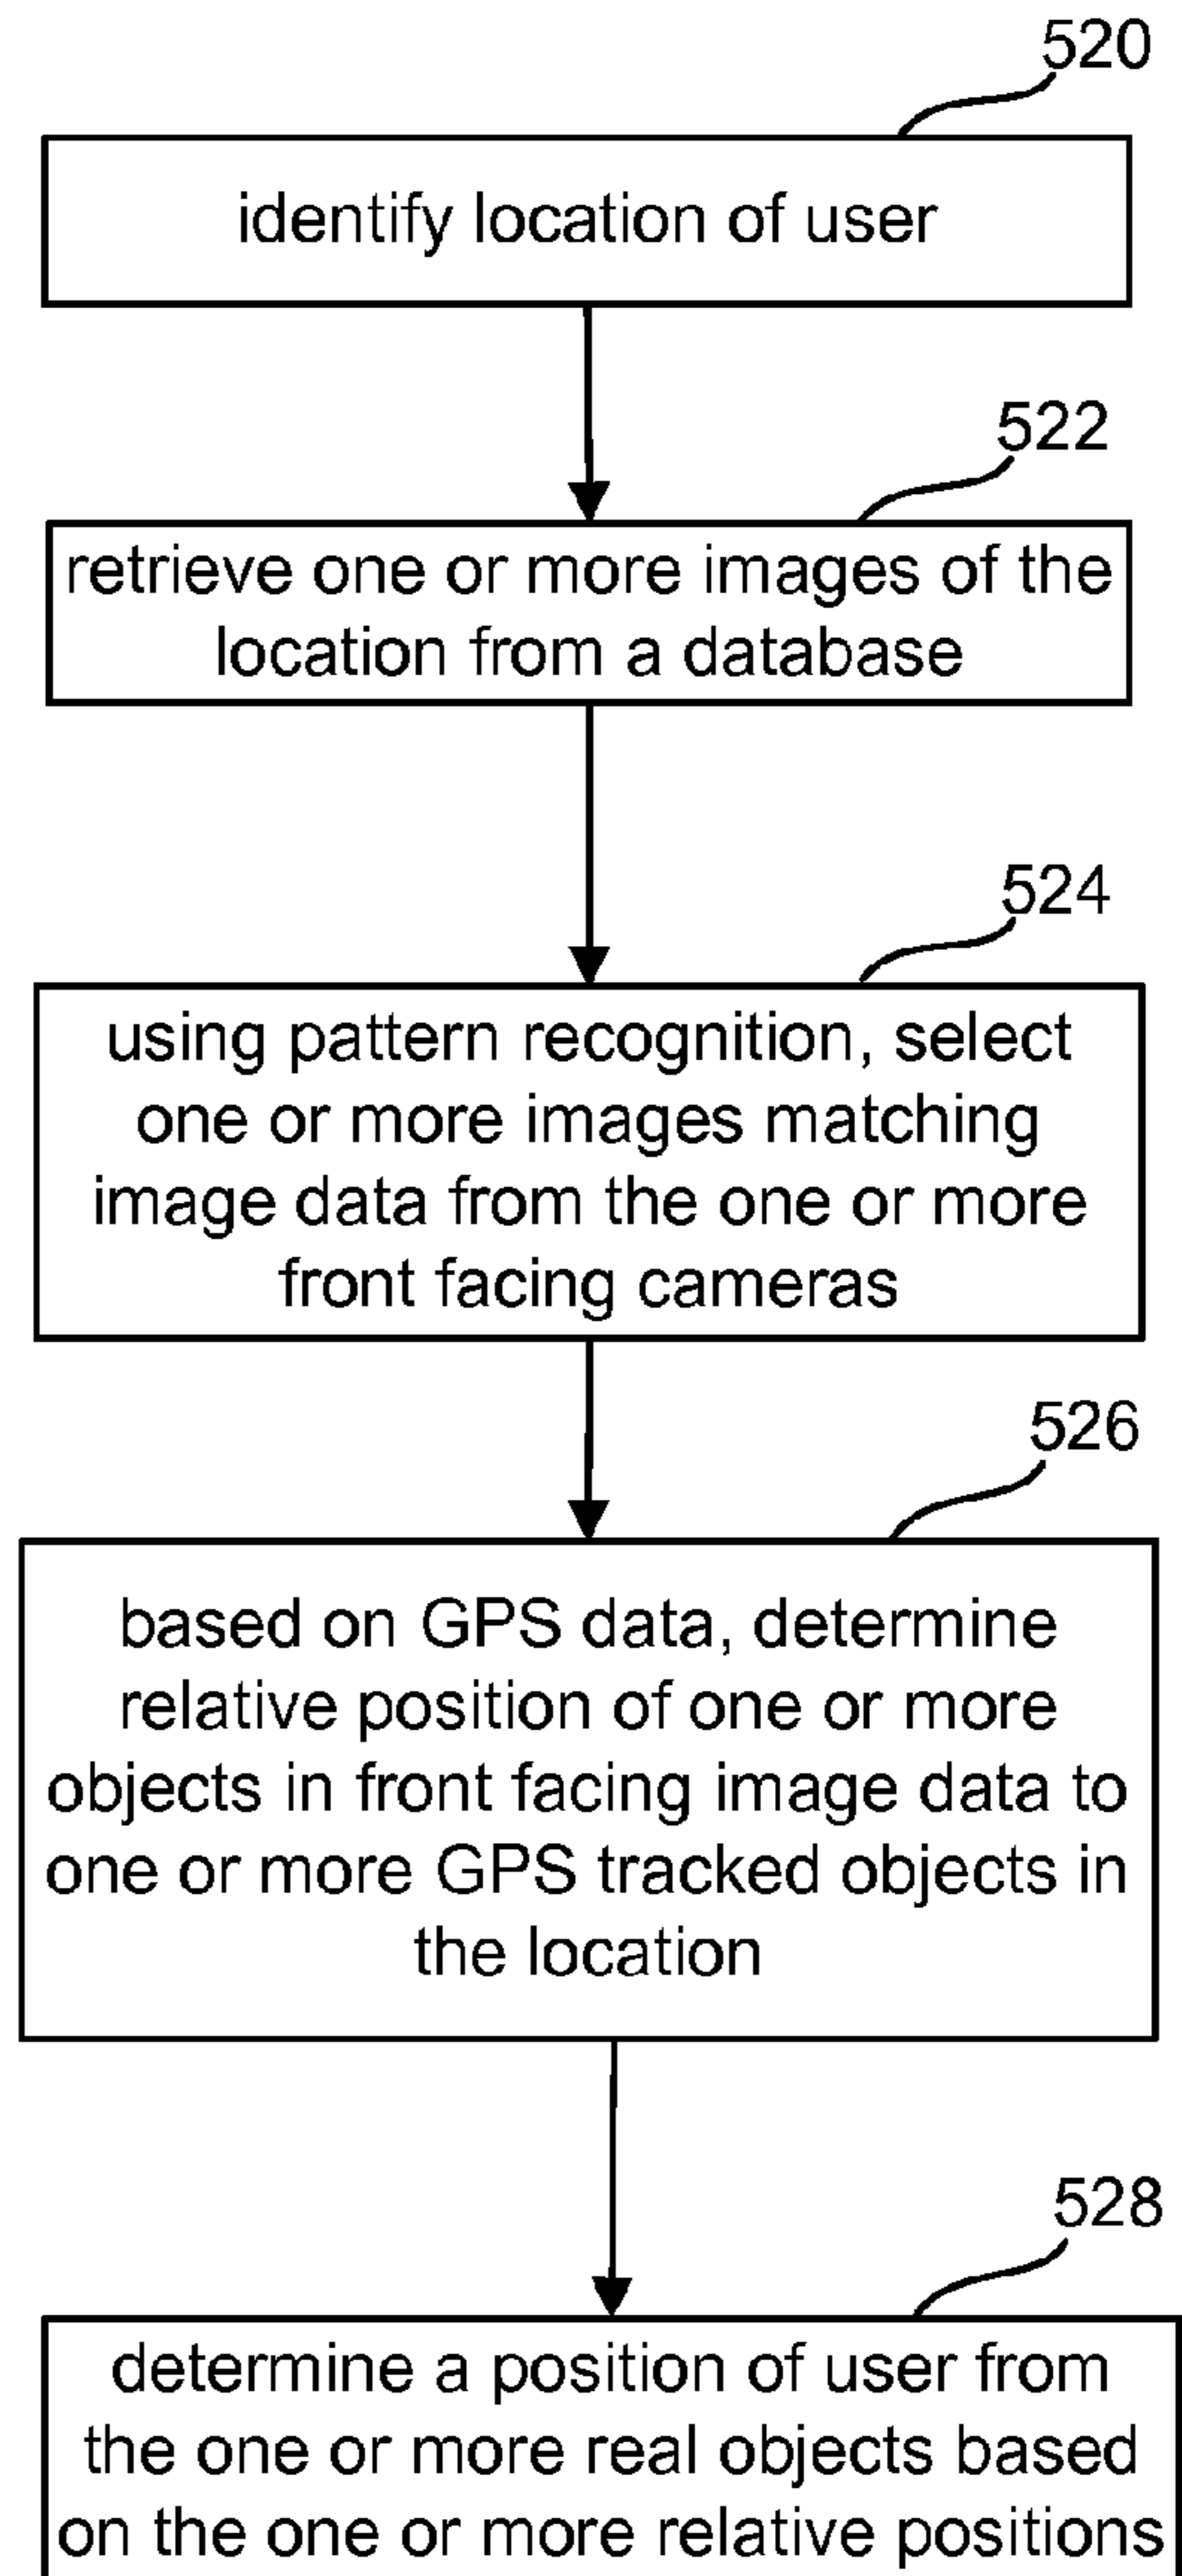 520
identify location of user
522
retrieve one or more images of the
location from a database
524
using pattern recognition, select
one or more images matching
image data from the one or more
front facing cameras
526
based on GPS data, determine
relative position of one or more
objects in front facing image data to
one or more GPS tracked objects in
the location
528
determine a position of user from
the one or more real objects based
on the one or more relative positions